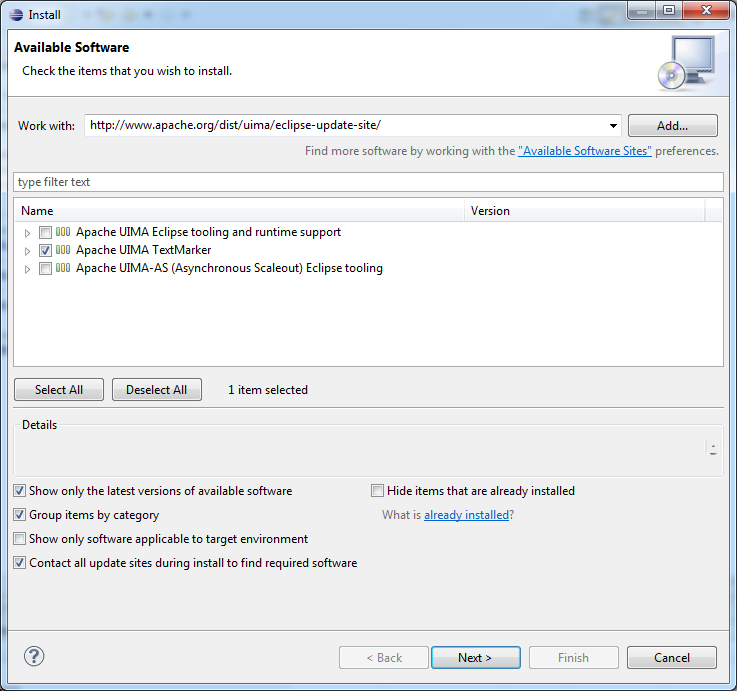 Install
Available Software
Check the items that you wish to install.
Work with: http://www.apache.org/dist/uima/eclipse-update-site/ Add...
Find more software by working with the "Available Software Sites" preferences.
type filter text
Name Version
Apache UIMA Eclipse tooling and runtime support
Apache UIMA TextMarker
Apache UIMA-AS (Asynchronous Scaleout) Eclipse tooling
Select All Deselect All 1 item selected
Details
Show only the latest versions of available software Hide items that are already installed
Group items by category What is already installed?
Show only software applicable to target environment
Contact all update sites during install to find required software
? < Back Next > Finish Cancel